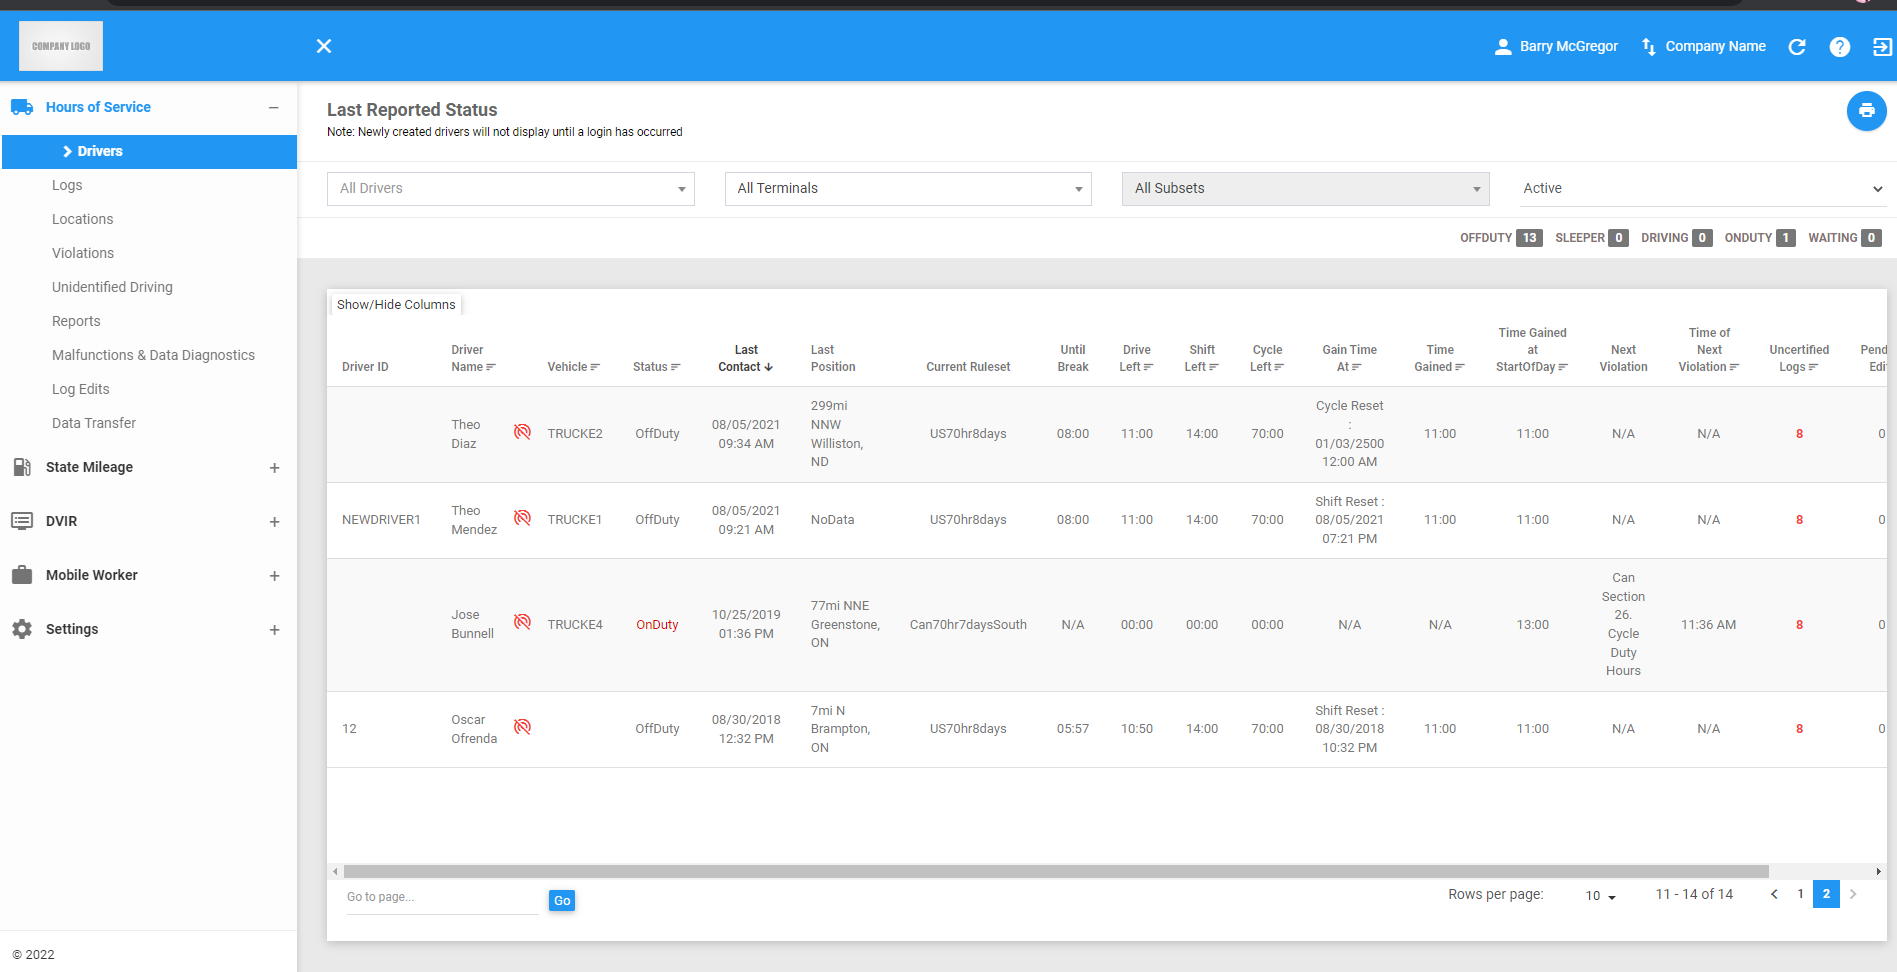 COMPANY LOGO
Barry McGregor
Company Name
Hours of Service
Drivers
Logs
Locations
Violations
Unidentified Driving
Reports
Malfunctions & Data Diagnostics
Log Edits
Data Transfer
State Mileage
DVIR
Mobile Worker
Settings
© 2022
Last Reported Status
Note: Newly created drivers will not display until a login has occurred
All Drivers
All Terminals
All Subsets
Active
OFFDUTY 13 SLEEPER 0 DRIVING 0 ONDUTY 1 WAITING 0
Show/Hide Columns
Driver ID
Driver
Name
Vehicle
Status
Last
Contact
Last
Position
Current Ruleset
Until
Break
Drive
Left
Shift
Left
Cycle
Left
Gain Time
At
Time
Gained
Time Gained
at
StartOfDay
Next
Violation
Time of
Next
Violation
Uncertified
Logs
Pend
Edi
Theo
Diaz
TRUCKE2
OffDuty
08/05/2021
09:34 AM
299mi
NNW
Williston,
ND
US70hr8days
08:00
11:00
14:00
70:00
Cycle Reset
:
01/03/2500
12:00 AM
11:00
11:00
N/A
N/A
8
0
NEWDRIVER1
Theo
Mendez
TRUCKE1
OffDuty
08/05/2021
09:21 AM
NoData
US70hr8days
08:00
11:00
14:00
70:00
Shift Reset :
08/05/2021
07:21 PM
11:00
11:00
N/A
N/A
8
0
Jose
Bunnell
TRUCKE4
OnDuty
10/25/2019
01:36 PM
77mi NNE
Greenstone,
ON
Can70hr7daysSouth
N/A
00:00
00:00
00:00
N/A
N/A
13:00
Can
Section
26.
Cycle
Duty
Hours
11:36 AM
8
0
12
Oscar
Ofrenda
OffDuty
08/30/2018
12:32 PM
7mi N
Brampton,
ON
US70hr8days
05:57
10:50
14:00
70:00
Shift Reset :
08/30/2018
10:32 PM
11:00
11:00
N/A
N/A
8
0
Go to page...
Go
Rows per page:
10
11 - 14 of 14
1
2